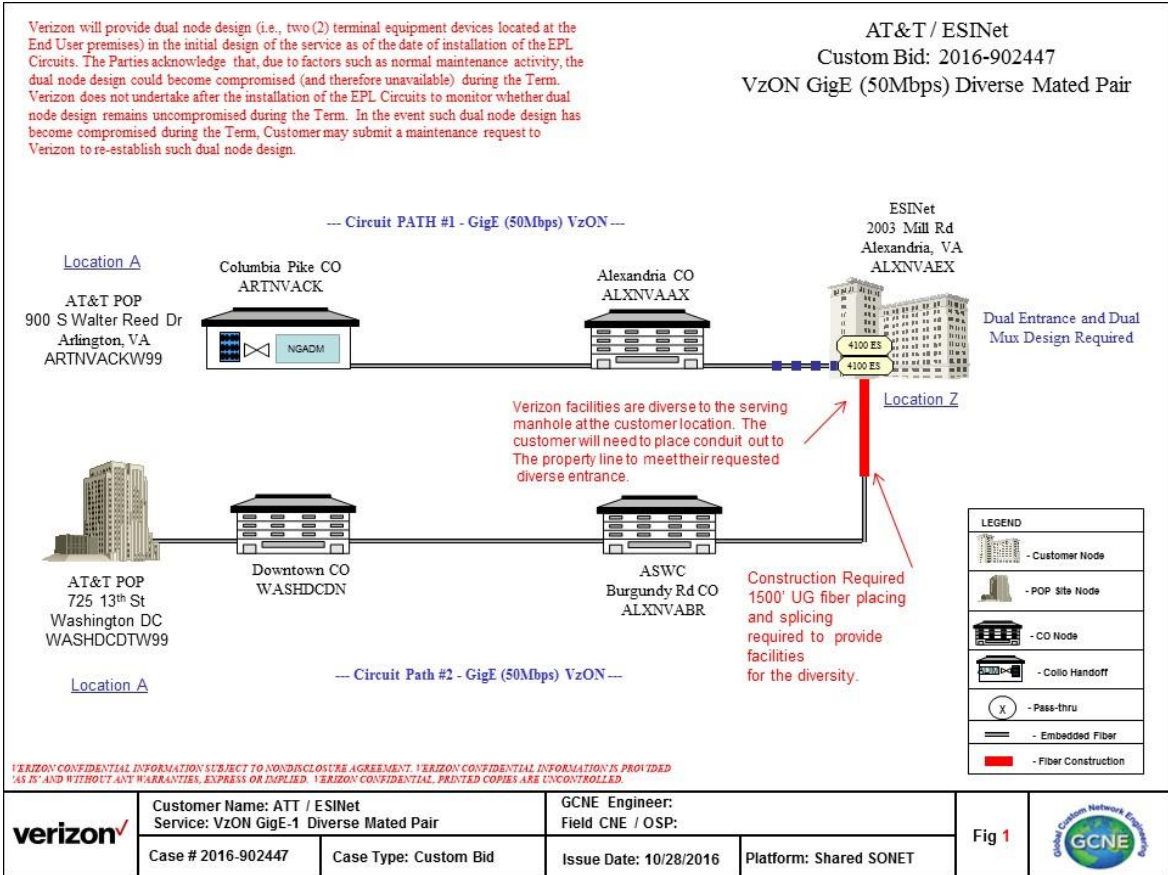 Verizon will provide dual node design (i.e., two (2) terminal equipment devices located at the
End User premises) in the initial design of the service as of the date of installation of the EPL
Circuits. The Parties acknowledge that, due to factors such as normal maintenance activity, the
dual node design could become compromised (and therefore unavailable) during the Term.
Verizon does not undertake after the installation of the EPL Circuits to monitor whether dual
node design remains uncompromised during the Term. In the event such dual node design has
become compromised during the Term, Customer may submit a maintenance request to
Verizon to re-establish such dual node design.
AT&T / ESINet
Custom Bid: 2016-902447
VzON GigE (50Mbps) Diverse Mated Pair
--- Circuit PATH #1 - GigE (50Mbps) VzON ---
Location A
AT&T POP
900 S Walter Reed Dr
Arlington, VA
ARTNVACKW99
Columbia Pike CO
ARTNVACK
NGADM
Alexandria CO
ALXNVAAX
ESINet
2003 Mill Rd
Alexandria, VA
ALXNVAEX
4100 ES
4100 ES
Dual Entrance and Dual
Mux Design Required
Location Z
Verizon facilities are diverse to the serving
manhole at the customer location. The
customer will need to place conduit out to
The property line to meet their requested
diverse entrance.
AT&T POP
725 13th St
Washington DC
WASHDCDTW99
Location A
Downtown CO
WASHDCDN
ASWC
Burgundy Rd CO
ALXNVABR
Construction Required
1500' UG fiber placing
and splicing
required to provide
facilities
for the diversity.
--- Circuit Path #2 - GigE (50Mbps) VzON ---
LEGEND
- Customer Node
- POP Site Node
- CO Node
- Collo Handoff
X
- Pass-thru
- Embedded Fiber
- Fiber Construction
VERIZON CONFIDENTIAL INFORMATION SUBJECT TO NONDISCLOSURE AGREEMENT. VERIZON CONFIDENTIAL INFORMATION IS PROVIDED
'AS IS' AND WITHOUT ANY WARRANTIES, EXPRESS OR IMPLIED. VERIZON CONFIDENTIAL, PRINTED COPIES ARE UNCONTROLLED.
verizon
Customer Name: ATT / ESINet
Service: VzON GigE-1 Diverse Mated Pair
GCNE Engineer:
Field CNE / OSP:
Case # 2016-902447
Case Type: Custom Bid
Issue Date: 10/28/2016
Platform: Shared SONET
Fig 1
Global Custom Network Engineering
GCNE